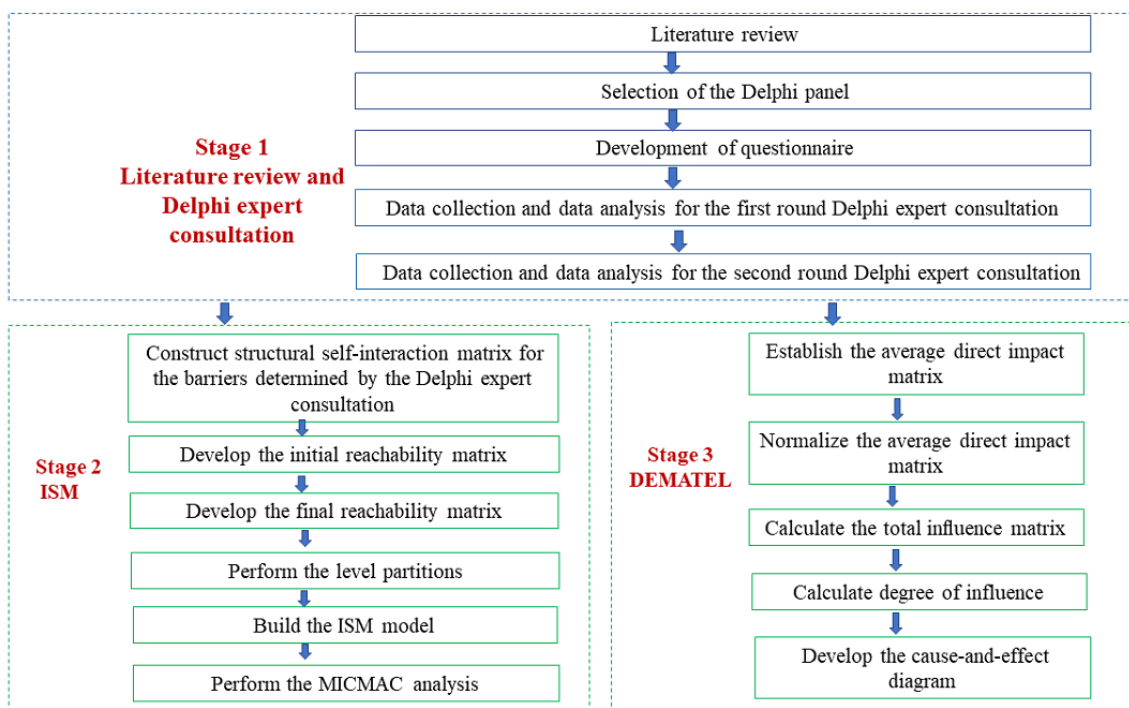 Literature review
Selection of the Delphi panel
Development of questionnaire
Stage 1
Literature review and
Delphi expert
consultation
Data collection and data analysis for the first round Delphi expert consultation
Data collection and data analysis for the second round Delphi expert consultation
Stage 2
ISM
Construct structural self-interaction matrix for
the barriers determined by the Delphi expert
consultation
Develop the initial reachability matrix
Develop the final reachability matrix
Perform the level partitions
Build the ISM model
Perform the MICMAC analysis
Stage 3
DEMATEL
Establish the average direct impact
matrix
Normalize the average direct impact
matrix
Calculate the total influence matrix
Calculate degree of influence
Develop the cause-and-effect
diagram